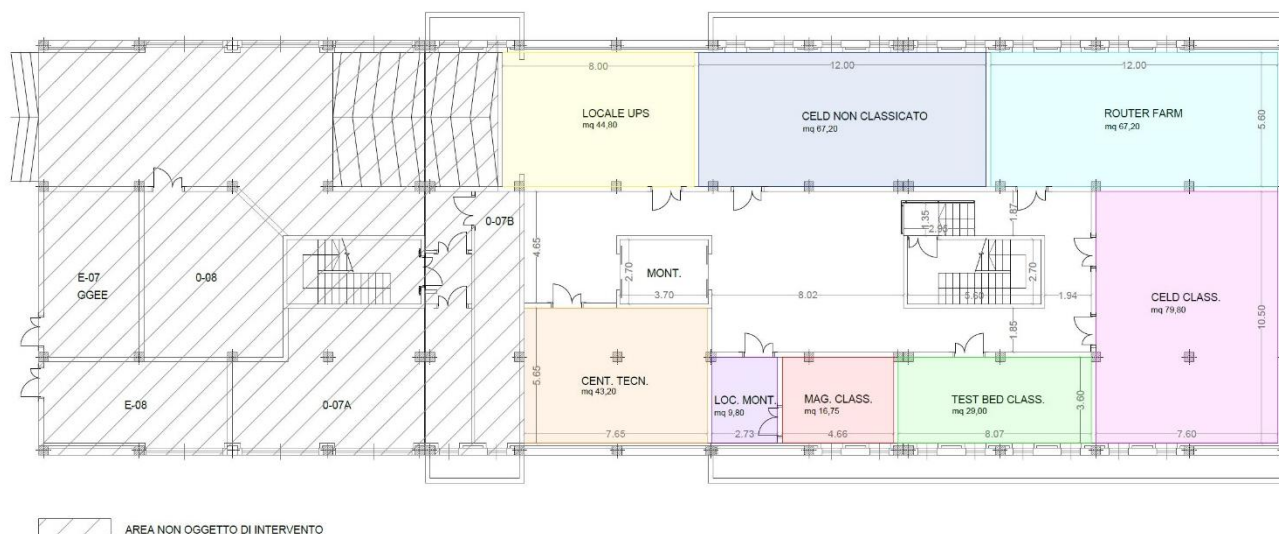 8.00
12.00
12.00
LOCALE UPS
mq 44,80
CELD NON CLASSICATO
mq 67,20
ROUTER FARM
mq 67,20
5.60
0-07B
1.35
2.95
1.87
E-07
GGEE
0-08
4.65
2.70
MONT.
3.70
8.02
5.60
2.70
1.94
CELD CLASS.
mq 79,80
10.50
1.85
5.65
CENT. TECN.
mq 43,20
LOC. MONT.
mq 9,80
MAG. CLASS.
mq 16,75
TEST BED CLASS.
mq 29,00
3.60
E-08
0-07A
7.65
2.73
4.66
8.07
7.60
AREA NON OGGETTO DI INTERVENTO